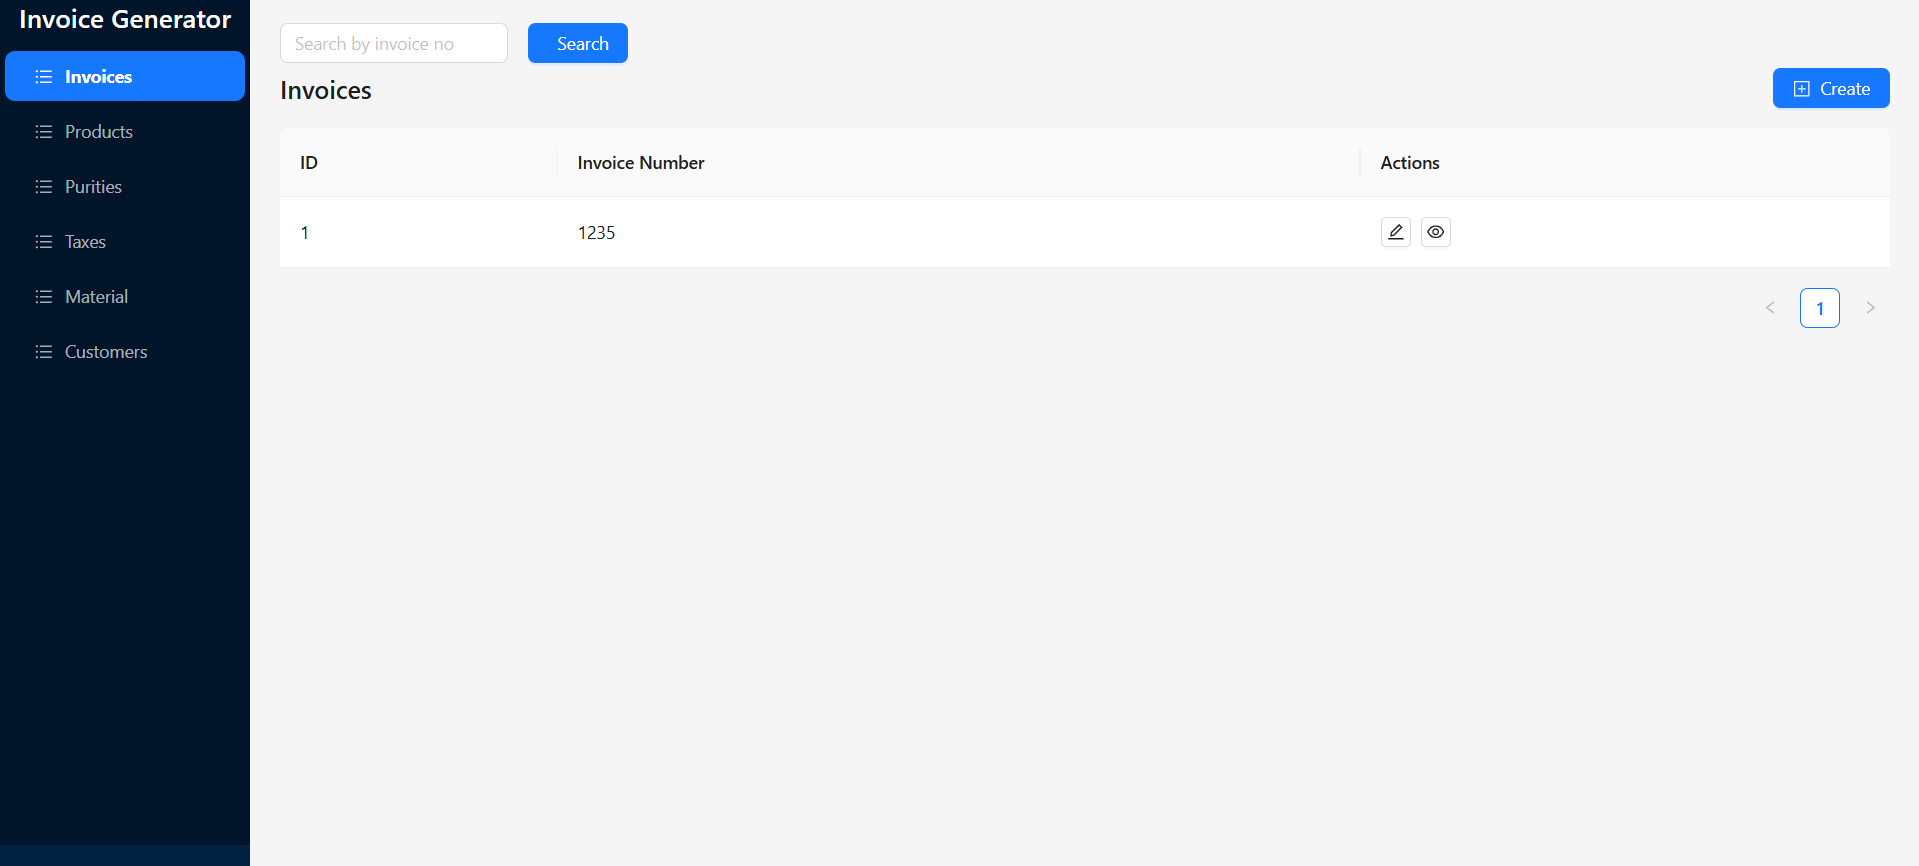 Invoice Generator
Invoices
Products
Purities
Taxes
Material
Customers
Search by invoice no
Search
Invoices
Create
ID Invoice Number Actions
1 1235
1